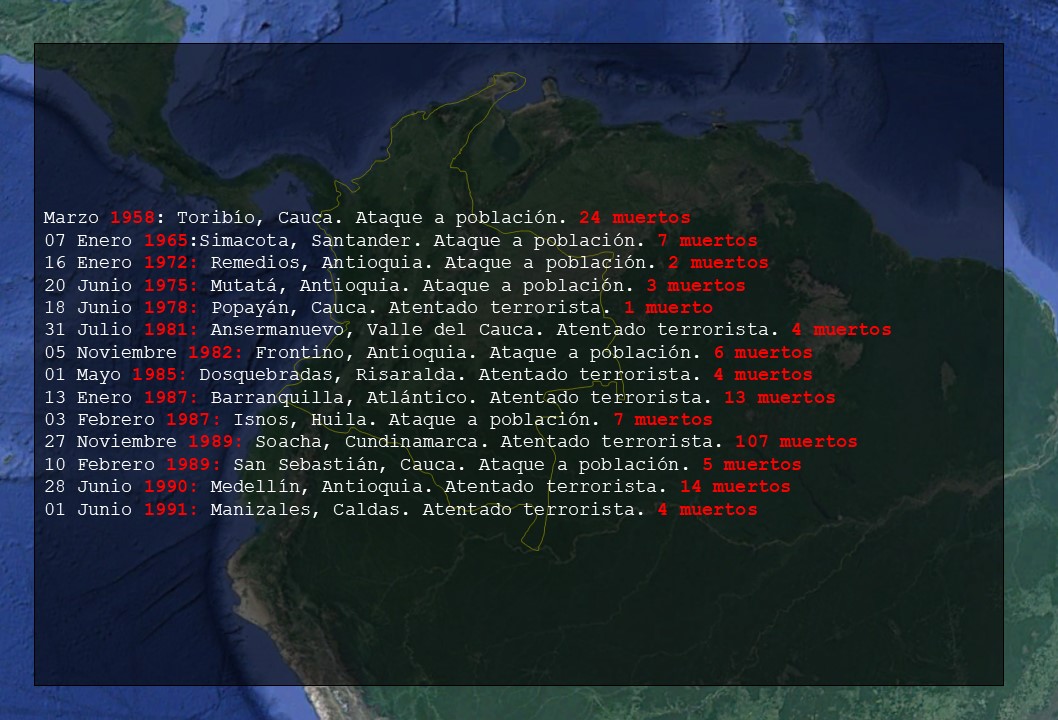 Marzo 1958: Toribío, Cauca. Ataque a población. 24 muertos
07 Enero 1965:Simacota, Santander. Ataque a población. 7 muertos
16 Enero 1972: Remedios, Antioquia. Ataque a población. 2 muertos
20 Junio 1975: Mutatá, Antioquia. Ataque a población. 3 muertos
18 Junio 1978: Popayán, Cauca. Atentado terrorista. 1 muerto
31 Julio 1981: Ansermanuevo, Valle del Cauca. Atentado terrorista. 4 muertos
05 Noviembre 1982: Frontino, Antioquia. Ataque a población. 6 muertos
01 Mayo 1985: Dosquebradas, Risaralda. Atentado terrorista. 4 muertos
13 Enero 1987: Barranquilla, Atlántico. Atentado terrorista. 13 muertos
03 Febrero 1987: Isnos, Huila. Ataque a población. 7 muertos
27 Noviembre 1989: Soacha, Cundinamarca. Atentado terrorista. 107 muertos
10 Febrero 1989: San Sebastián, Cauca. Ataque a población. 5 muertos
28 Junio 1990: Medellín, Antioquia. Atentado terrorista. 14 muertos
01 Junio 1991: Manizales, Caldas. Atentado terrorista. 4 muertos